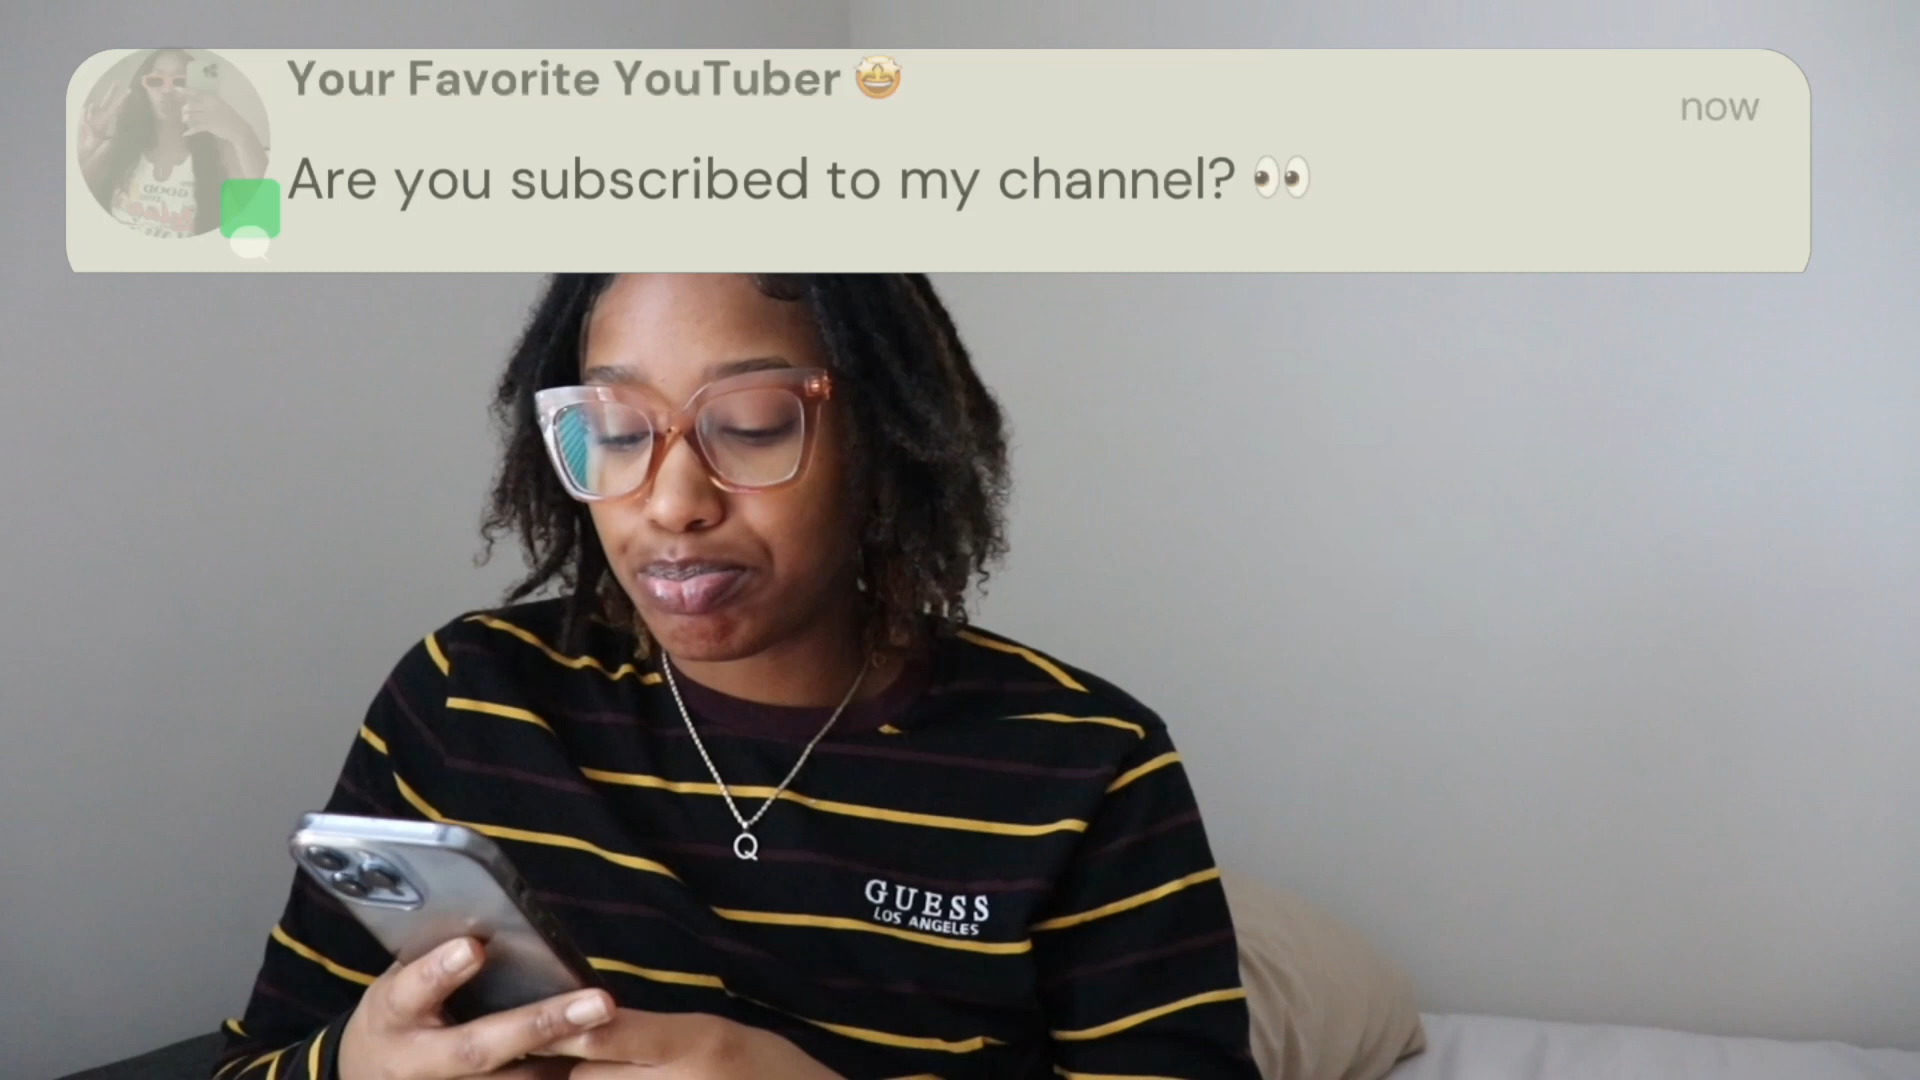 Your Favorite YouTuber 🤩
now
Are you subscribed to my channel? 👀
Q
GUESS
LOS ANGELES